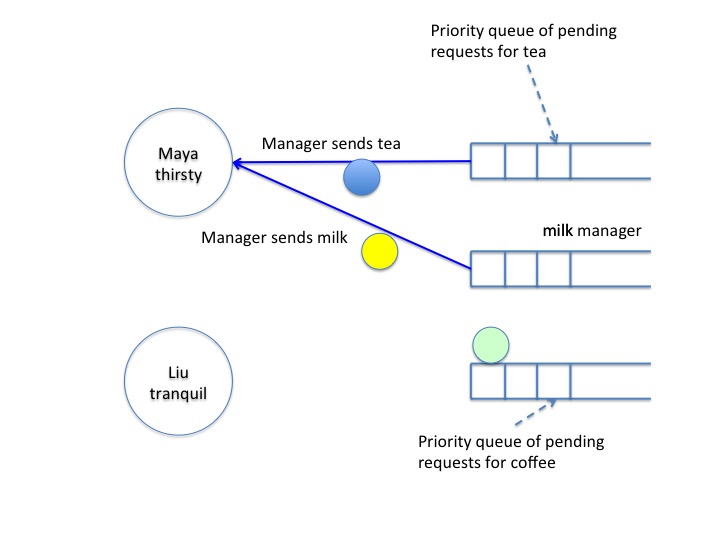 Priority queue of pending
requests for tea
Manager sends tea
Maya
thirsty
milk manager
Manager sends milk
Liu
tranquil
Priority queue of pending
requests for coffee